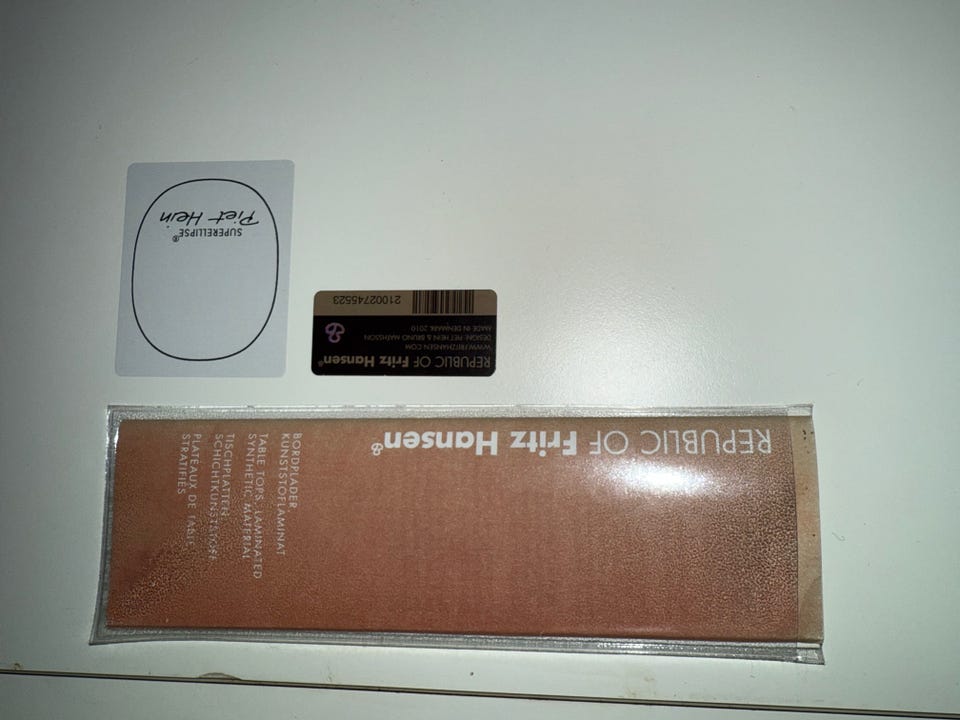 Piet Hein
SUPERELLIPSE®
REPUBLIC OF Fritz Hansen®
WWW.FRITZHANSEN.COM
DESIGN: PIET HEIN & BRUNO MATHSSON
MADE IN DENMARK 2010
21002745523
REPUBLIC OF Fritz Hansen®
BORDPLADER
KUNSTSTOFLAMINAT
TABLE TOPS, LAMINATED
SYNTHETIC MATERIAL
TISCHPLATTEN
SCHICHTKUNSTSTOFF
PLATEAUX DE TABLE
STRATIFIÉS